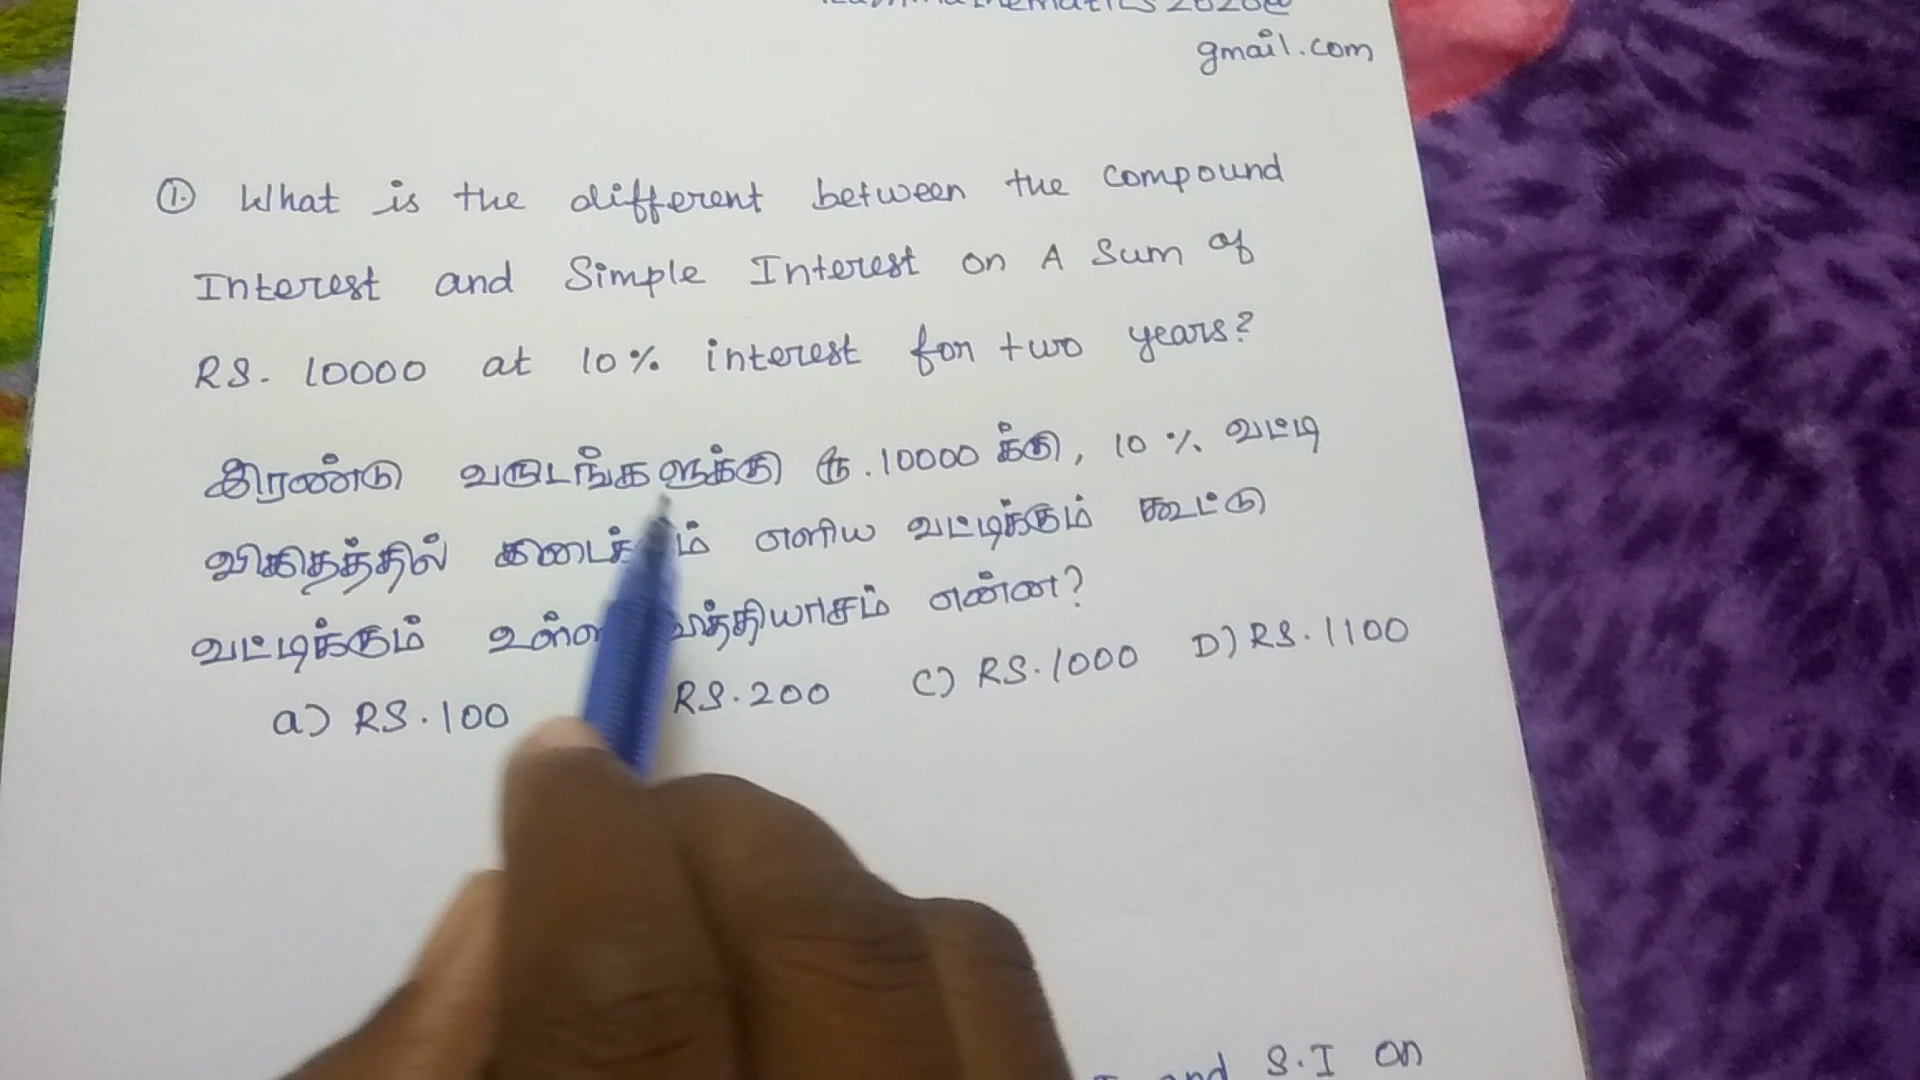 gmail.com
① What is the different between the compound
Interest and Simple Interest on A Sum of
RS. 10000 at 10% interest for two years?
இரண்டு வருடங்களுக்கு ரூ.10000 க்கு, 10 % வட்டி
விகிதத்தில் எளிய வட்டிக்கும் கூட்டு
வட்டிக்கும் என்ன?
a) RS.100 RS.200 C) RS.1000 D) RS.1100
and S.I on